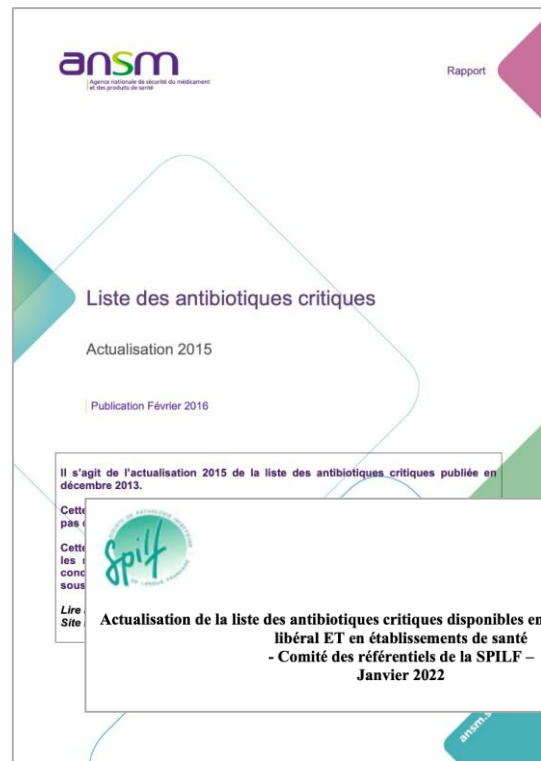 ansm
Agence nationale de sécurité du médicament
et des produits de santé
Rapport
Liste des antibiotiques critiques
Actualisation 2015
Publication Février 2016
Il s'agit de l'actualisation 2015 de la liste des antibiotiques critiques publiée en
décembre 2013.
Cette
pas
Cette
les
conc
sous
Lire
Site
Spilf
Actualisation de la liste des antibiotiques critiques disponibles en
libéral ET en établissements de santé
- Comité des référentiels de la SPILF –
Janvier 2022
ansm.s